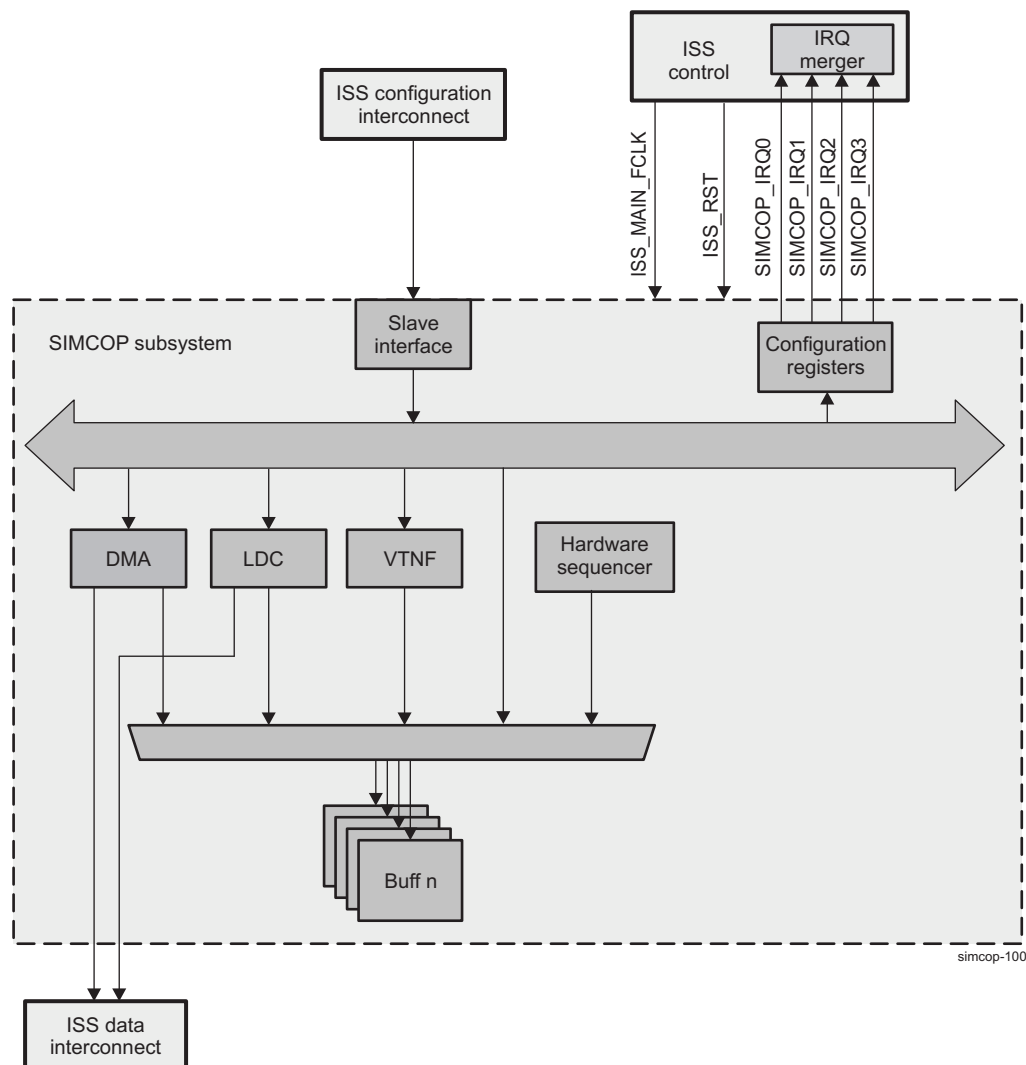 ISS
control
IRQ
merger
ISS configuration
interconnect
ISS_MAIN_FCLK
ISS_RST
SIMCOP_IRQ0
SIMCOP_IRQ1
SIMCOP_IRQ2
SIMCOP_IRQ3
SIMCOP subsystem
Slave
interface
Configuration
registers
DMA
LDC
VTNF
Hardware
sequencer
Buff n
simcop-100
ISS data
interconnect